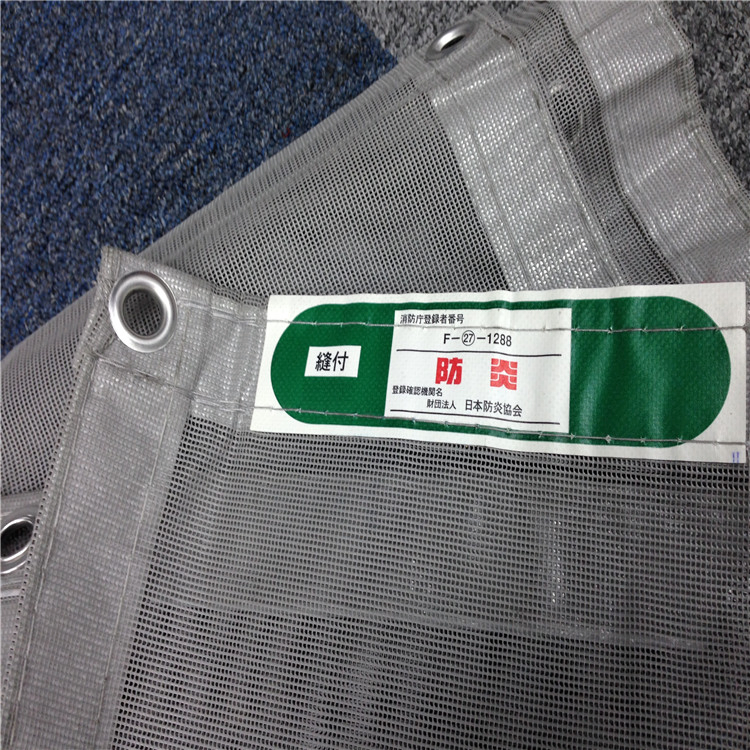 消防庁登録者番号
F-㉗-1288
縫付
防炎
登録確認機関名
財団法人 日本防炎協会